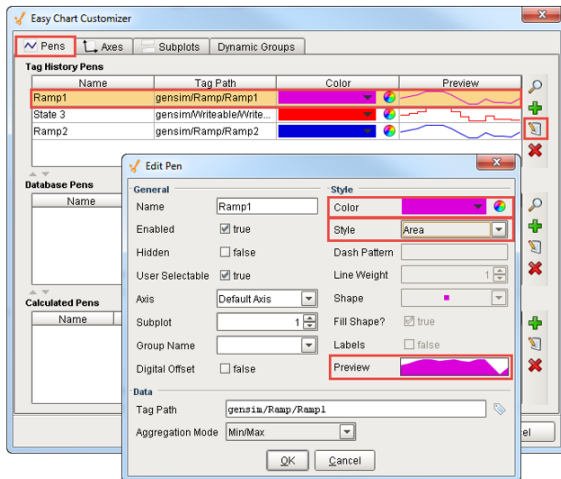 Easy Chart Customizer
Pens Axes Subplots Dynamic Groups
Tag History Pens
Name Tag Path Color Preview
Ramp1 gensim/Ramp/Ramp1
State 3 gensim/Writeable/Write...
Ramp2 gensim/Ramp/Ramp2
Edit Pen
Database Pens
Name
Calculated Pens
Name
General
Name Ramp1
Enabled true
Hidden false
User Selectable true
Axis Default Axis
Subplot 1
Group Name
Digital Offset false
Style
Color
Style Area
Dash Pattern
Line Weight 1
Shape
Fill Shape? true
Labels false
Preview
Data
Tag Path gensim/Ramp/Ramp1
Aggregation Mode Min/Max
OK Cancel
el